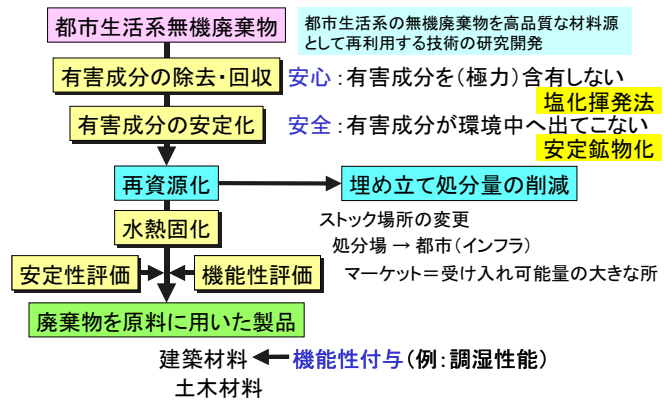 都市生活系無機廃棄物
都市生活系の無機廃棄物を高品質な材料源
として再利用する技術の研究開発
有害成分の除去・回収
安心：有害成分を(極力)含有しない
塩化揮発法
有害成分の安定化
安全：有害成分が環境中へ出てこない
安定鉱物化
再資源化
埋め立て処分量の削減
水熱固化
ストック場所の変更
処分場 → 都市(インフラ)
安定性評価
機能性評価
マーケット＝受け入れ可能量の大きな所
廃棄物を原料に用いた製品
建築材料
機能性付与(例：調湿性能)
土木材料